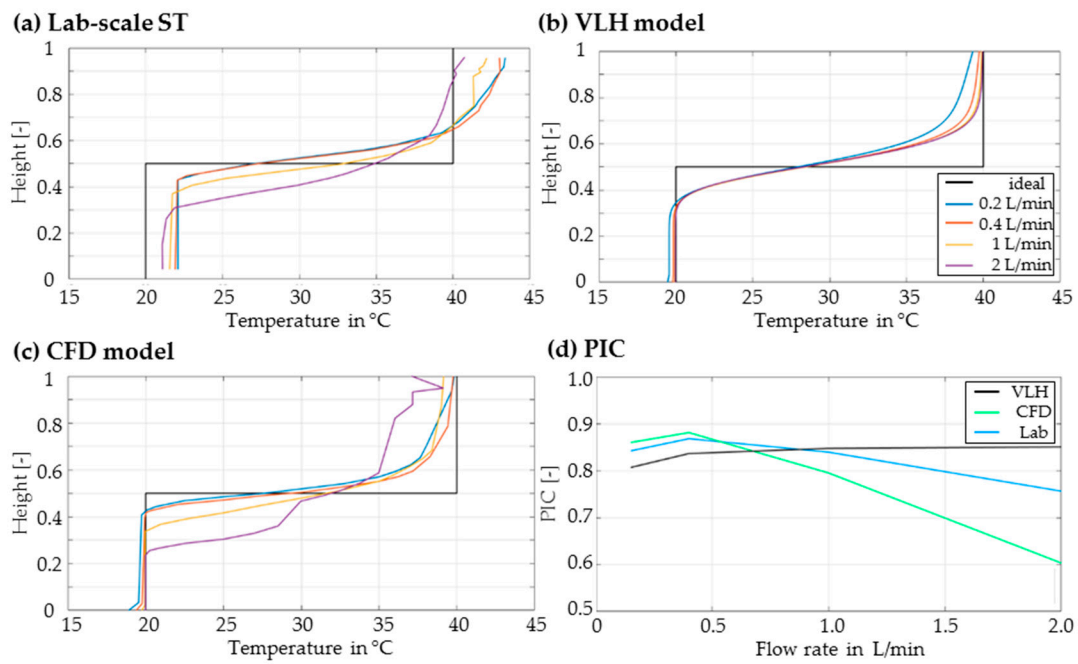 (a) Lab-scale ST
(b) VLH model
1
0.8
0.6
0.4
0.2
0
Height [-]
15 20 25 30 35 40 45
Temperature in °C
1
0.8
0.6
0.4
0.2
0
Height [-]
ideal
0.2 L/min
0.4 L/min
1 L/min
2 L/min
15 20 25 30 35 40 45
Temperature in °C
(c) CFD model
(d) PIC
1
0.8
0.6
0.4
0.2
0
Height [-]
15 20 25 30 35 40 45
Temperature in °C
1.0
0.9
0.8
0.7
0.6
0.5
PIC [-]
VLH
CFD
Lab
0 0.5 1.0 1.5 2.0
Flow rate in L/min